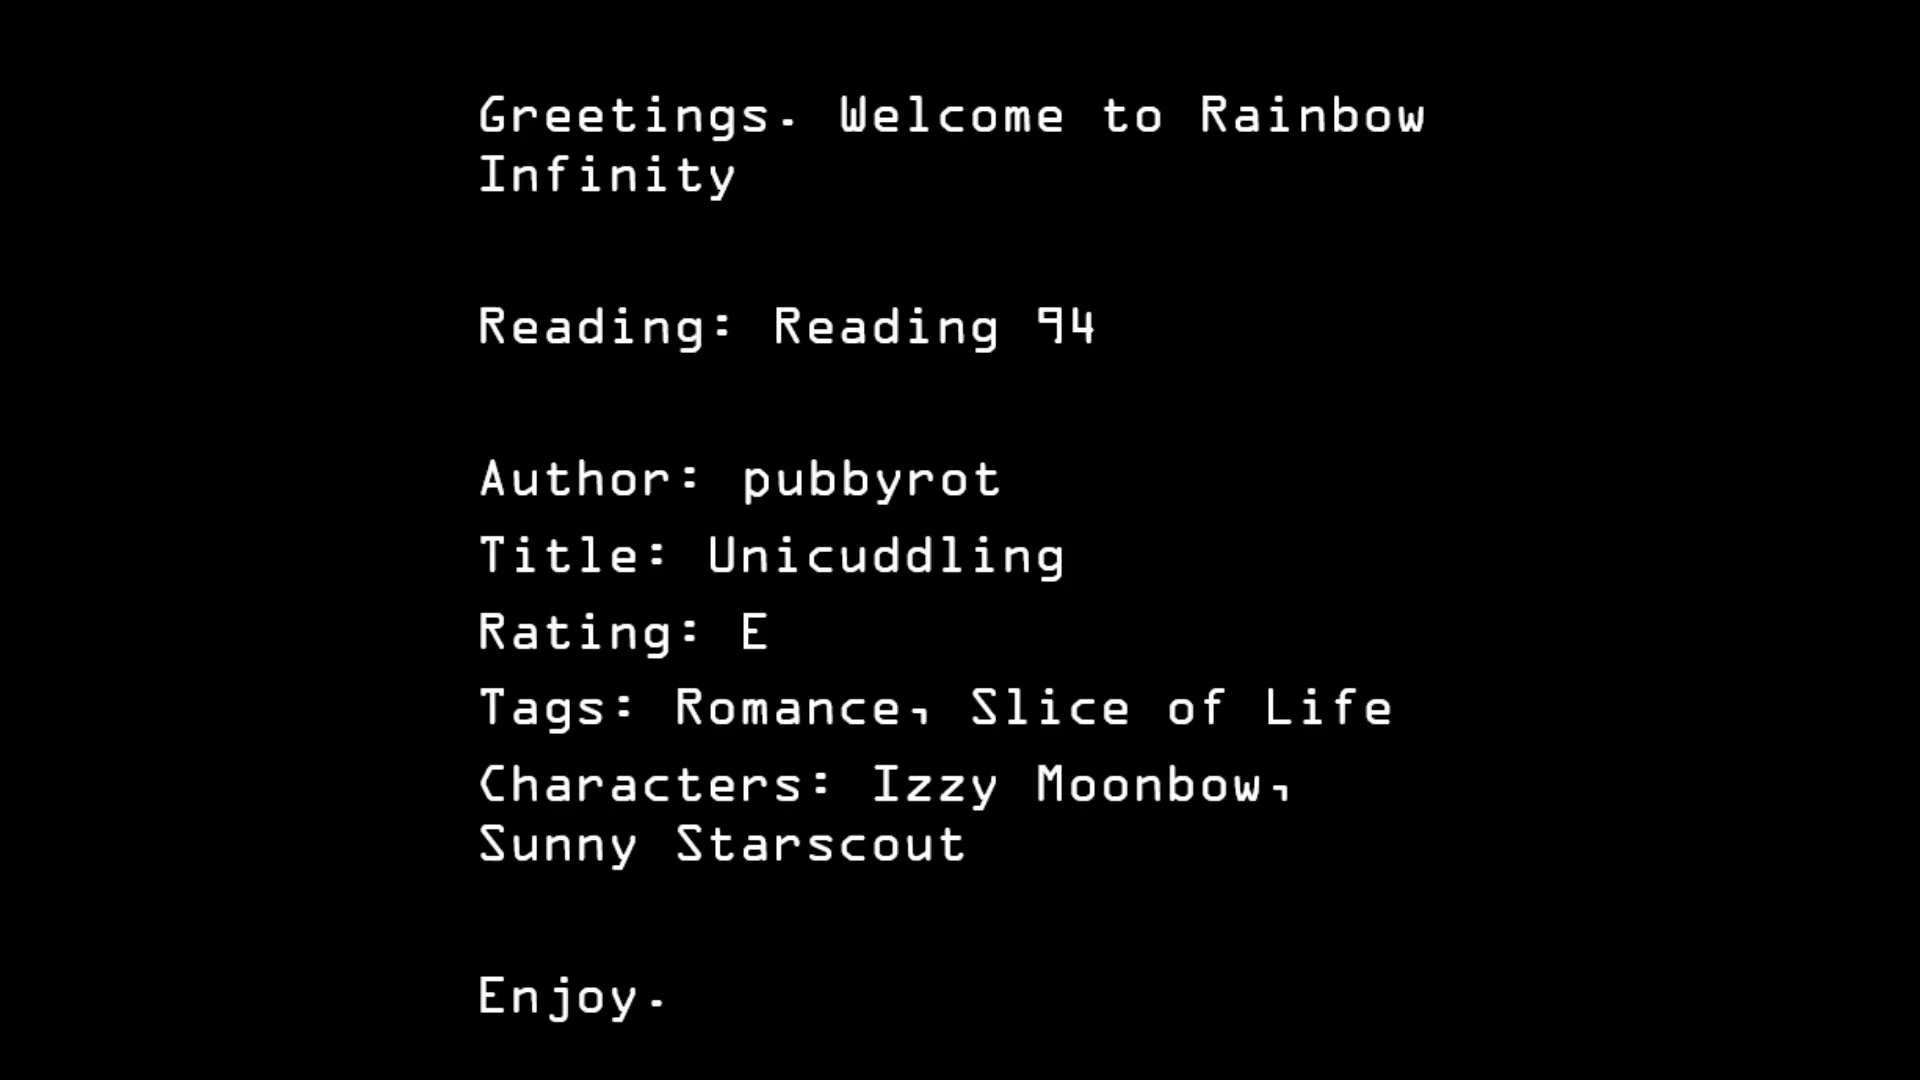 Greetings. Welcome to Rainbow
Infinity
Reading: Reading 94
Author: pubbyrot
Title: Unicuddling
Rating: E
Tags: Romance, Slice of Life
Characters: Izzy Moonbow,
Sunny Starscout
Enjoy.